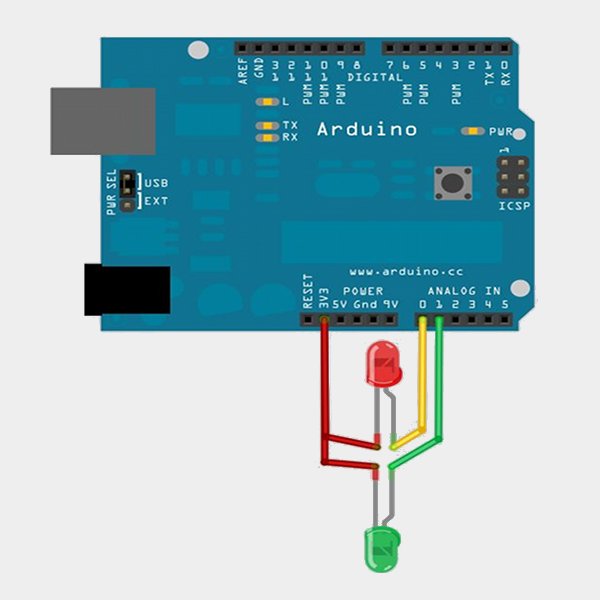 AREF GND 13 12 11 10 9 8 7 6 5 4 3 2 TX 1 RX 0
DIGITAL
PWM PWM PWM PWM PWM PWM
L
TX
RX
Arduino
PWR
1
ICSP
PWR SEL
USB
EXT
www.arduino.cc
POWER ANALOG IN
RESET 3V3 5V Gnd 9V 0 1 2 3 4 5